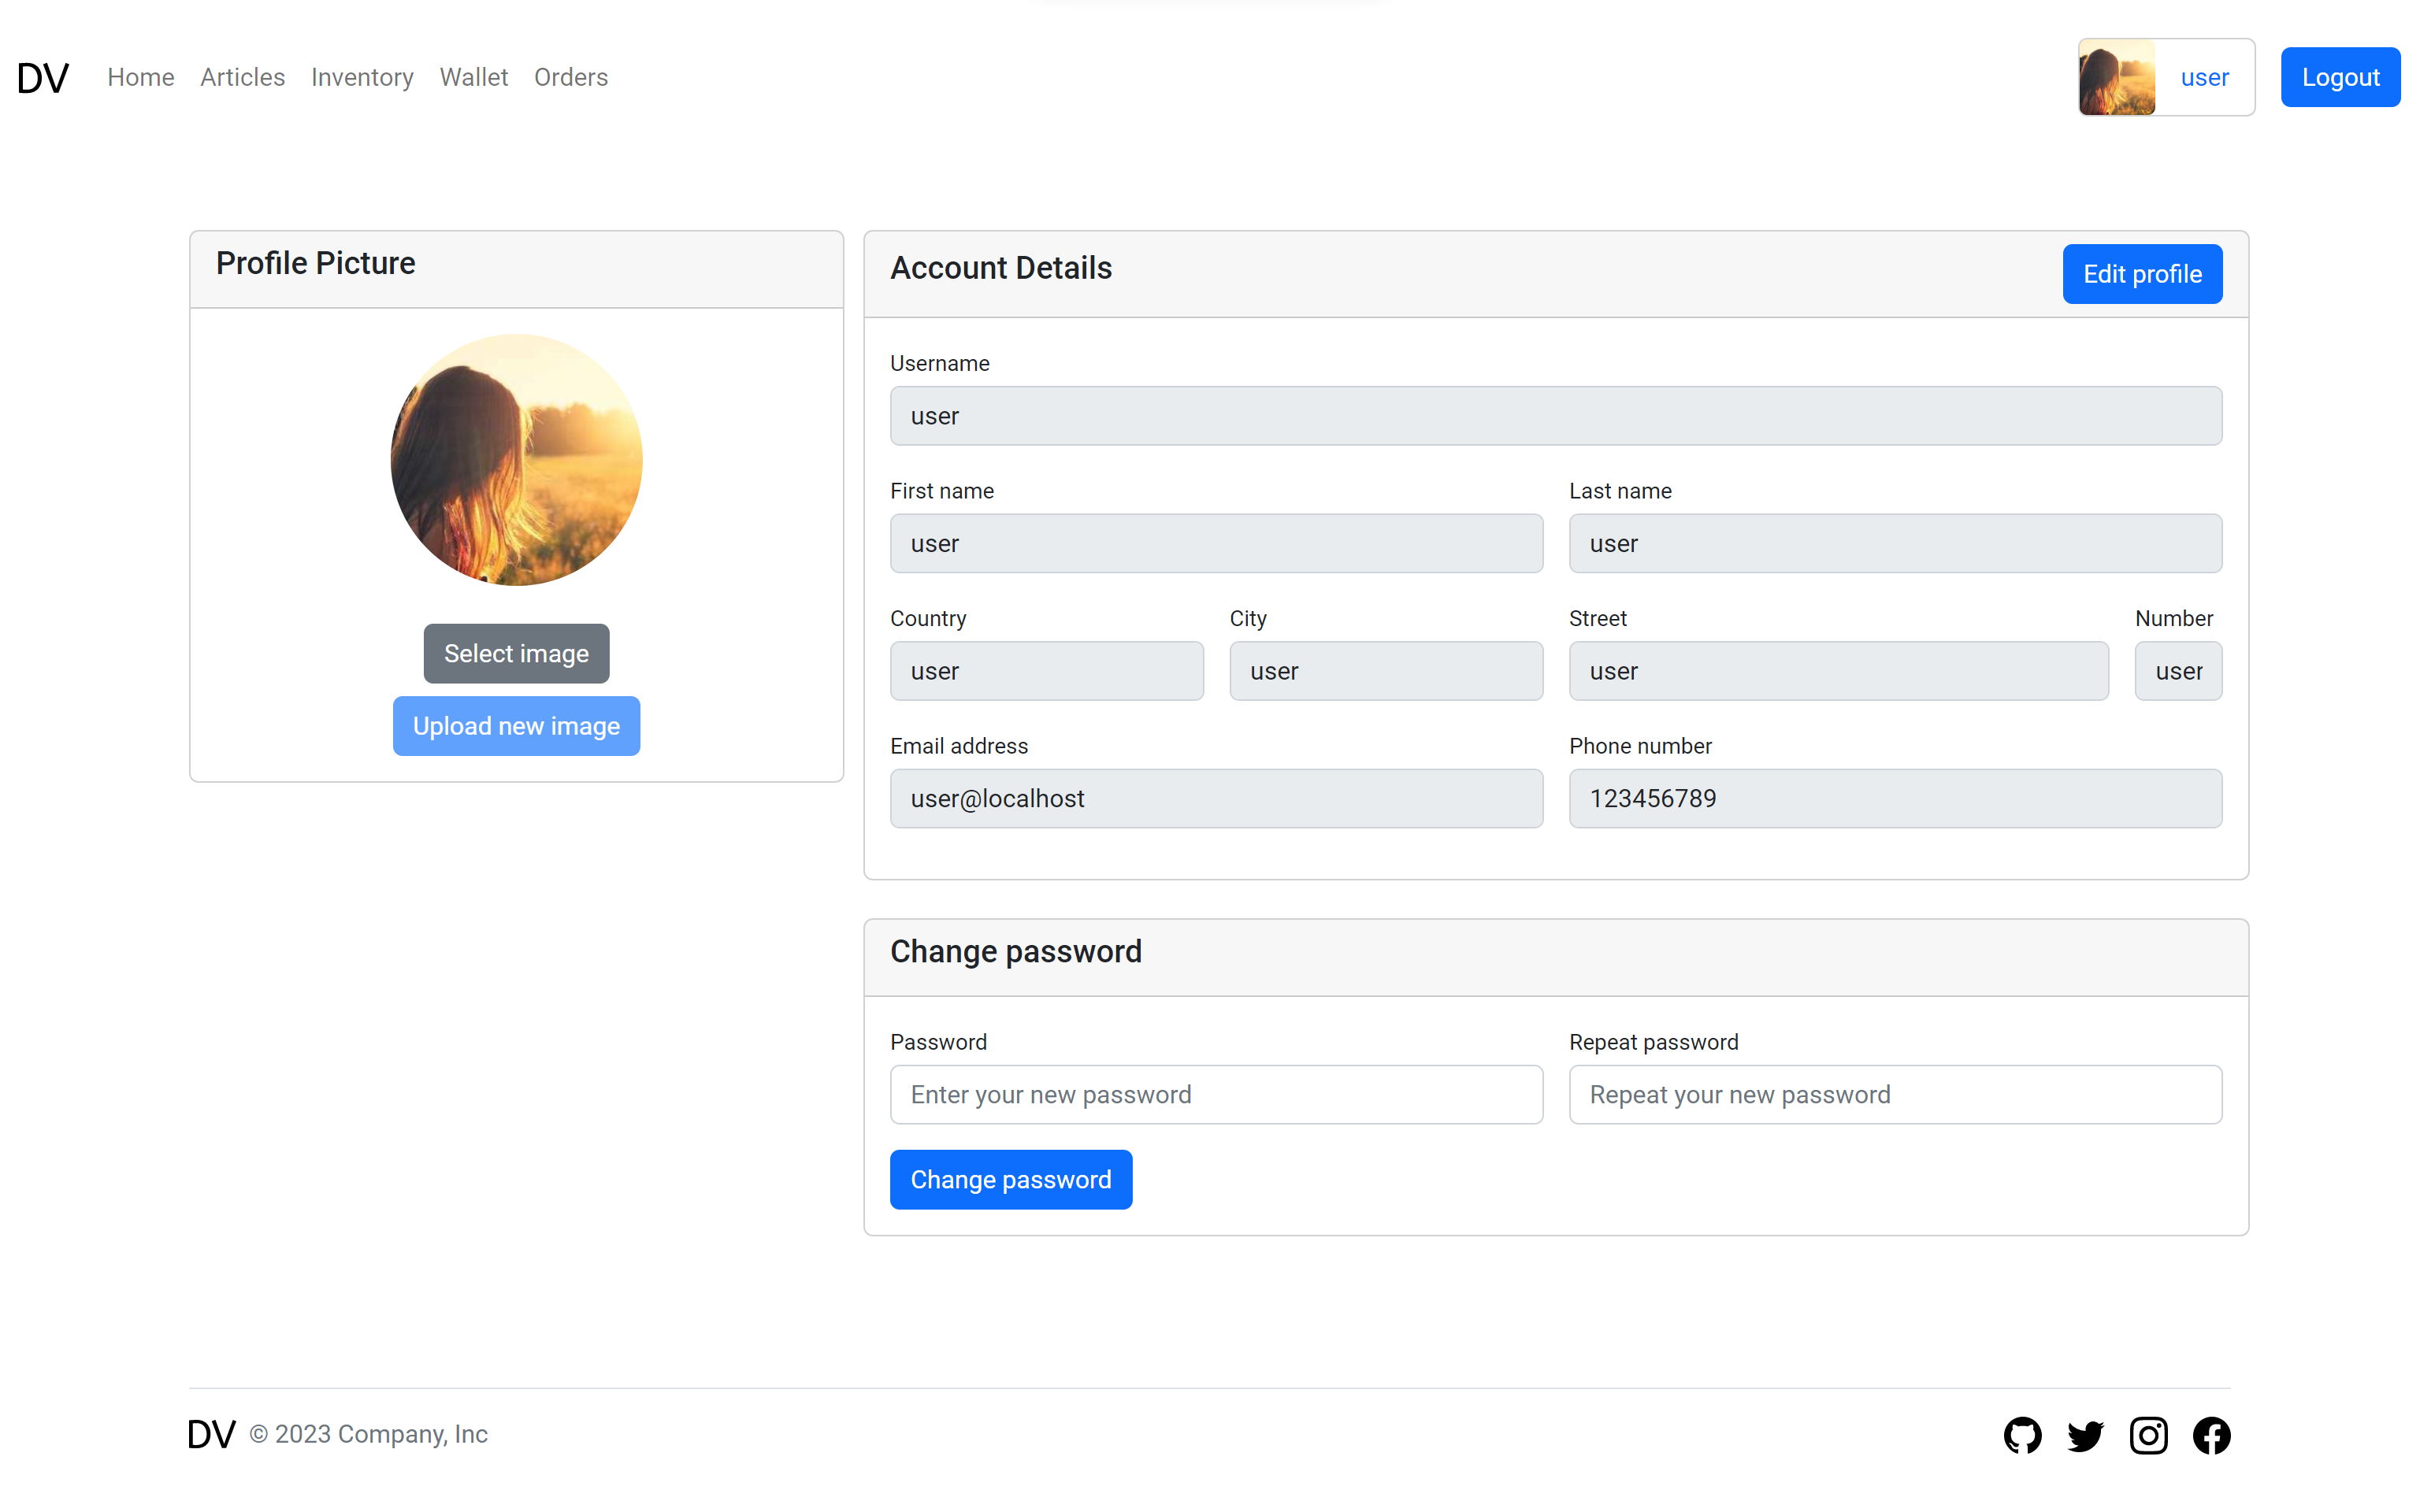 DV Home Articles Inventory Wallet Orders user Logout
Profile Picture
Select image
Upload new image
Account Details Edit profile
Username
user
First name Last name
user user
Country City Street Number
user user user user
Email address Phone number
user@localhost 123456789
Change password
Password Repeat password
Enter your new password Repeat your new password
Change password
DV © 2023 Company, Inc